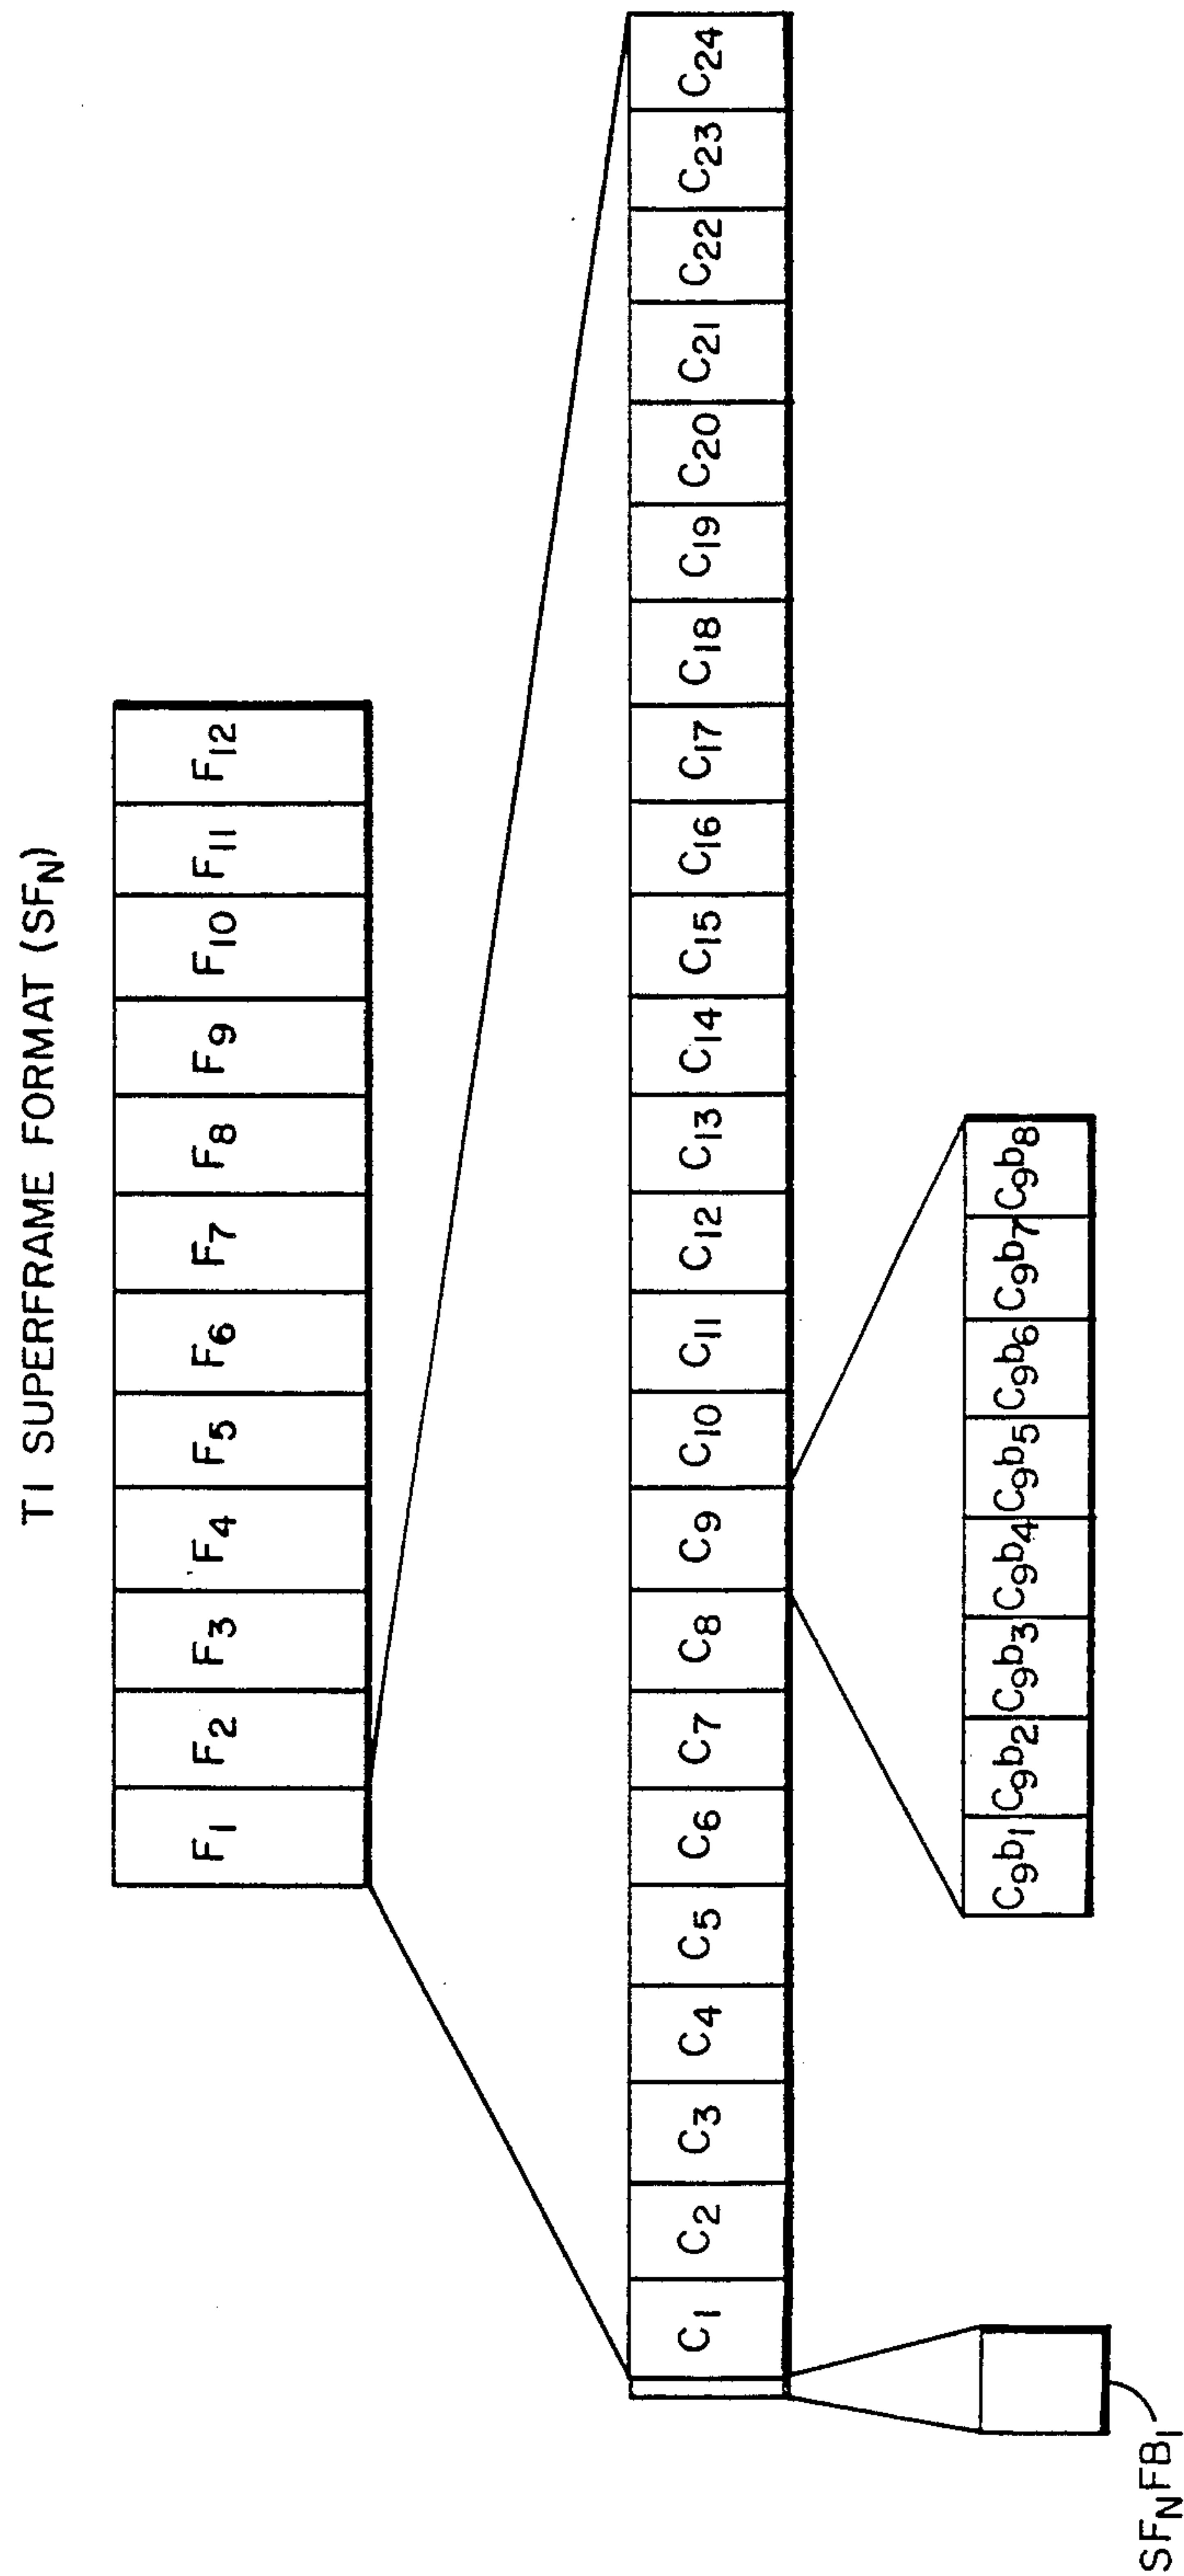 TI SUPERFRAME FORMAT (SFN)
F1 F2 F3 F4 F5 F6 F7 F8 F9 F10 F11 F12
C1 C2 C3 C4 C5 C6 C7 C8 C9 C10 C11 C12 C13 C14 C15 C16 C17 C18 C19 C20 C21 C22 C23 C24
C9b1 C9b2 C9b3 C9b4 C9b5 C9b6 C9b7 C9b8
SFNFB1